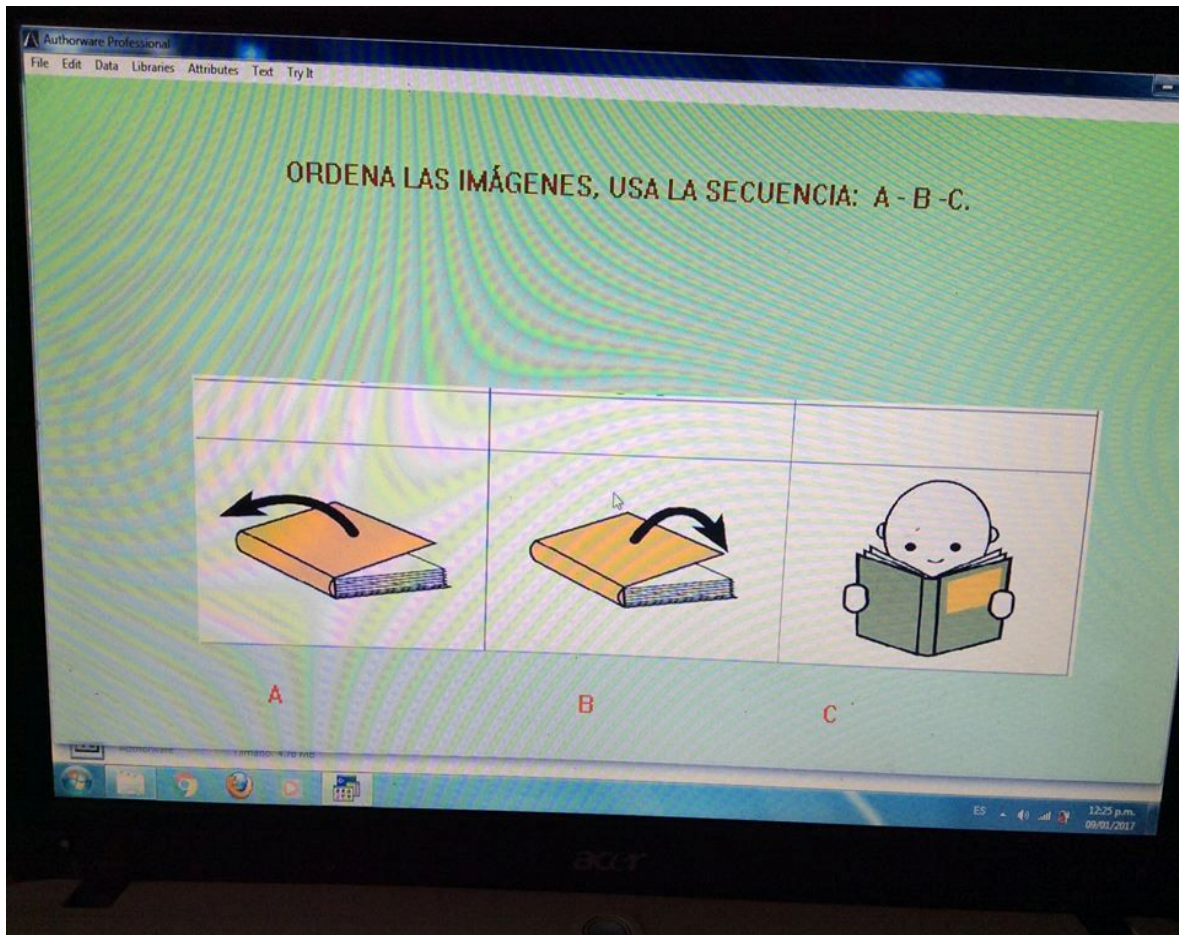 Authorware Professional
File Edit Data Libraries Attributes Text Try It
ORDENA LAS IMÁGENES, USA LA SECUENCIA: A - B -C.
A
B
C
ES
12:25 p.m.
09/01/2017
acer